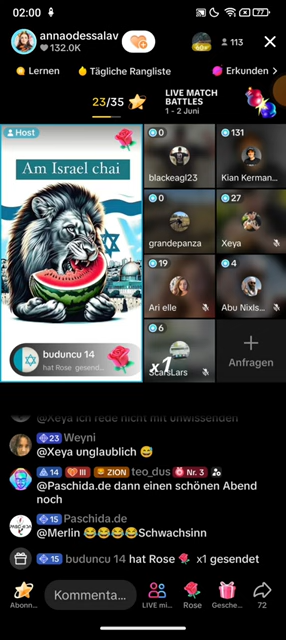 02:00
77
annaodessalav
132.0K
60+
113
Lernen
Tägliche Rangliste
Erkunden
23/35
LIVE MATCH
BATTLES
1 - 2 Juni
Host
Am Israel chai
buduncu 14
hat Rose gesend...
0
blackeagl23
131
Kian Kerman...
0
grandepanza
27
Xeya
19
Ari elle
4
Abu Nixls...
6
x1
ScarsLars
Anfragen
@Xeya ich rede nicht mit unwissenden
23 Weyni
@Xeya unglaublich 😅
14 III ZION teo_dus Nr. 3
@Paschida.de dann einen schönen Abend
noch
15 Paschida.de
@Merlin 😂😂😂😂Schwachsinn
15 buduncu 14 hat Rose 🌹 x1 gesendet
Abonn...
Kommenta...
LIVE mi...
Rose
Gesche...
72